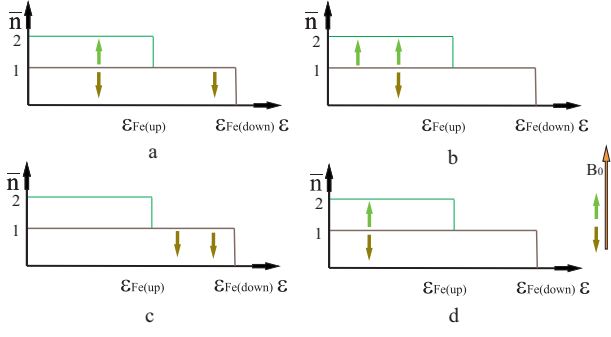 n̅
2
1
εFe(up)
εFe(down) ε
a
n̅
2
1
εFe(up)
εFe(down) ε
b
n̅
2
1
εFe(up)
εFe(down) ε
c
n̅
2
1
εFe(up)
εFe(down) ε
d
B₀